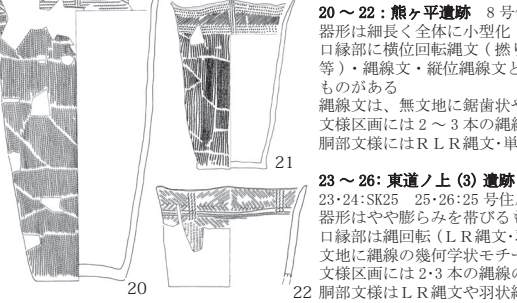 20～22：熊ヶ平遺跡　8号
器形は細長く全体に小型化
口縁部に横位回転縄文(撚り
等)・縄線文・縦位縄線文と
ものがある
縄線文は、無文地に鋸歯状や
文様区画には2～3本の縄線
胴部文様にはＲＬＲ縄文・単
21
23～26：東道ノ上(3)遺跡
23・24：SK25　25・26：25号住
器形はやや膨らみを帯びる
口縁部は縄回転(ＬＲ縄文・
文地に縄線の幾何学状モチー
文様区画には2・3本の縄線の
20
22
胴部文様にはＬＲ縄文や羽状縄